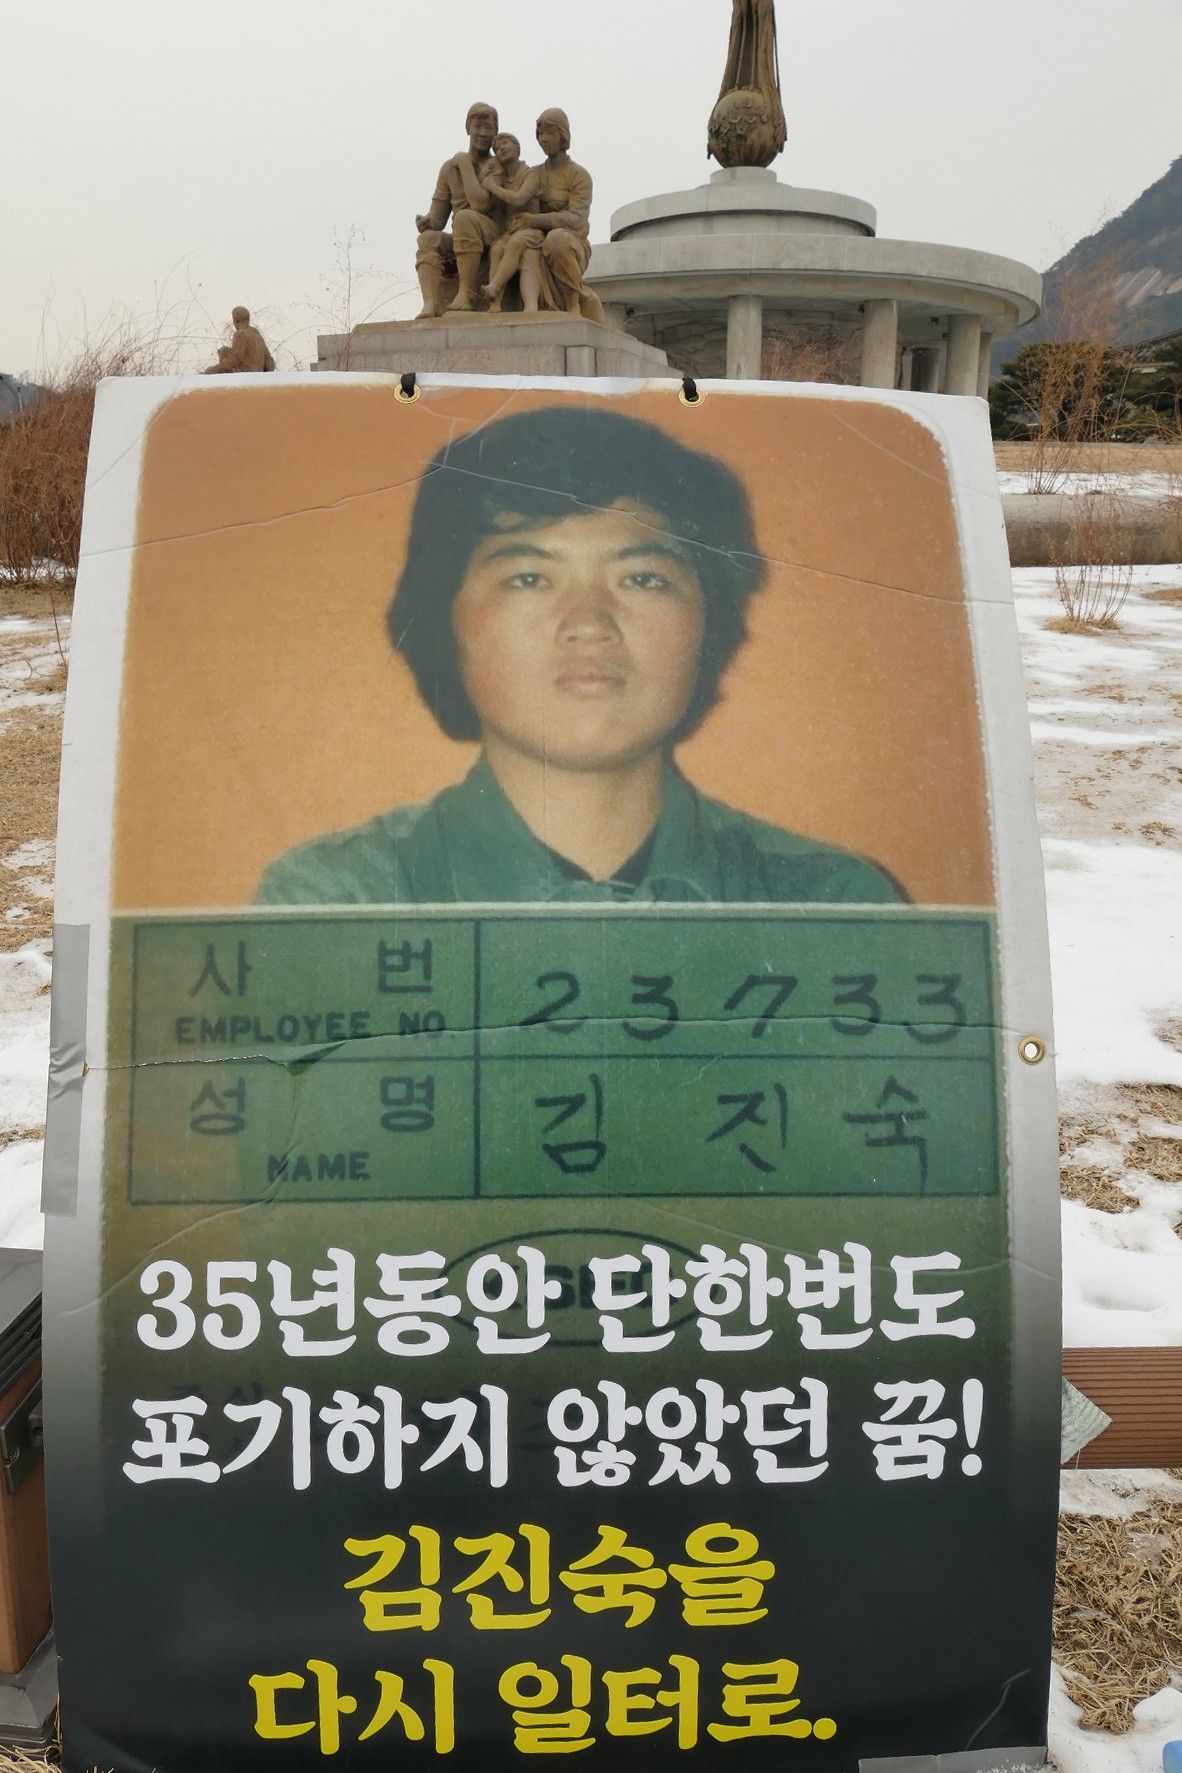 사 번 23733
EMPLOYEE NO.
성 명 김 진 숙
NAME
35년동안 단한번도
포기하지 않았던 꿈!
김진숙을
다시 일터로.